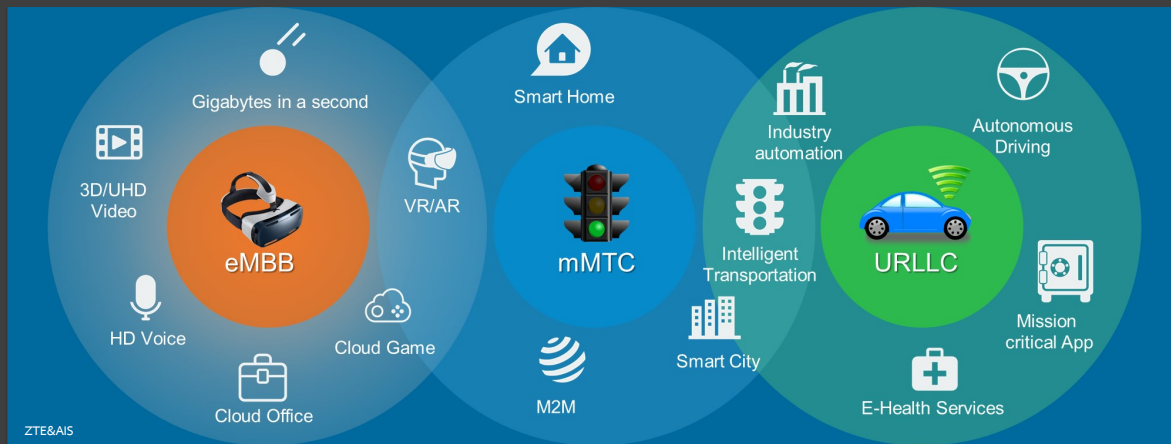 Gigabytes in a second
3D/UHD
Video
eMBB
HD Voice
Cloud Game
Cloud Office
VR/AR
Smart Home
mMTC
M2M
Smart City
Industry
automation
Intelligent
Transportation
URLLC
Autonomous
Driving
Mission
critical App
E-Health Services
ZTE&AIS